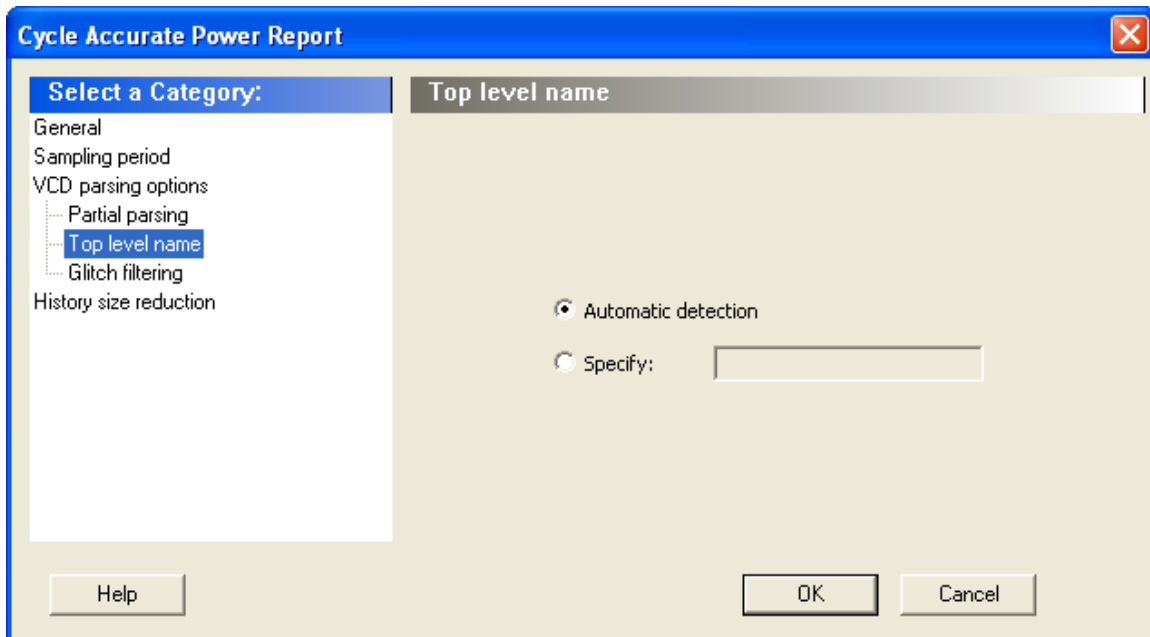 Cycle Accurate Power Report
Select a Category:
General
Sampling period
VCD parsing options
Partial parsing
Top level name
Glitch filtering
History size reduction
Top level name
Automatic detection
Specify:
Help
OK
Cancel